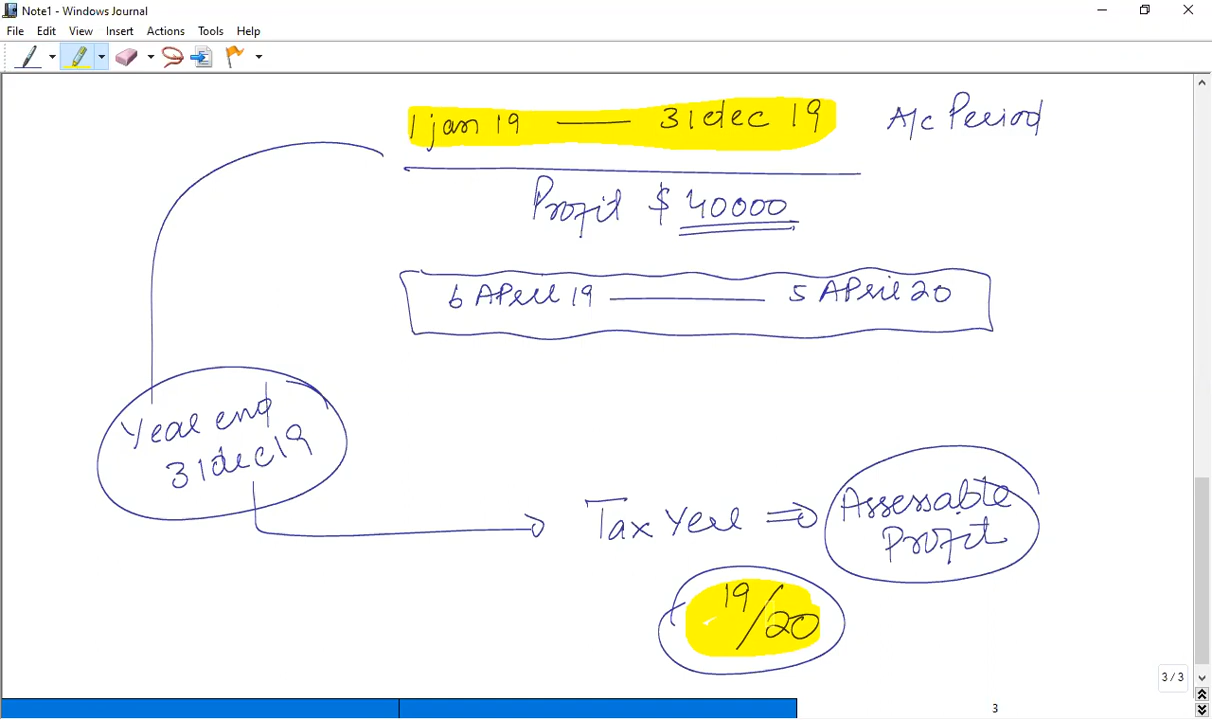 Note1 - Windows Journal
File Edit View Insert Actions Tools Help
1 jan 19 — 31 dec 19 A/c Period
Profit $ 40000
6 April 19 — 5 April 20
Year end
31 dec 19
Tax Year ⇒ Assessable
Profit
19/20
3 / 3
3